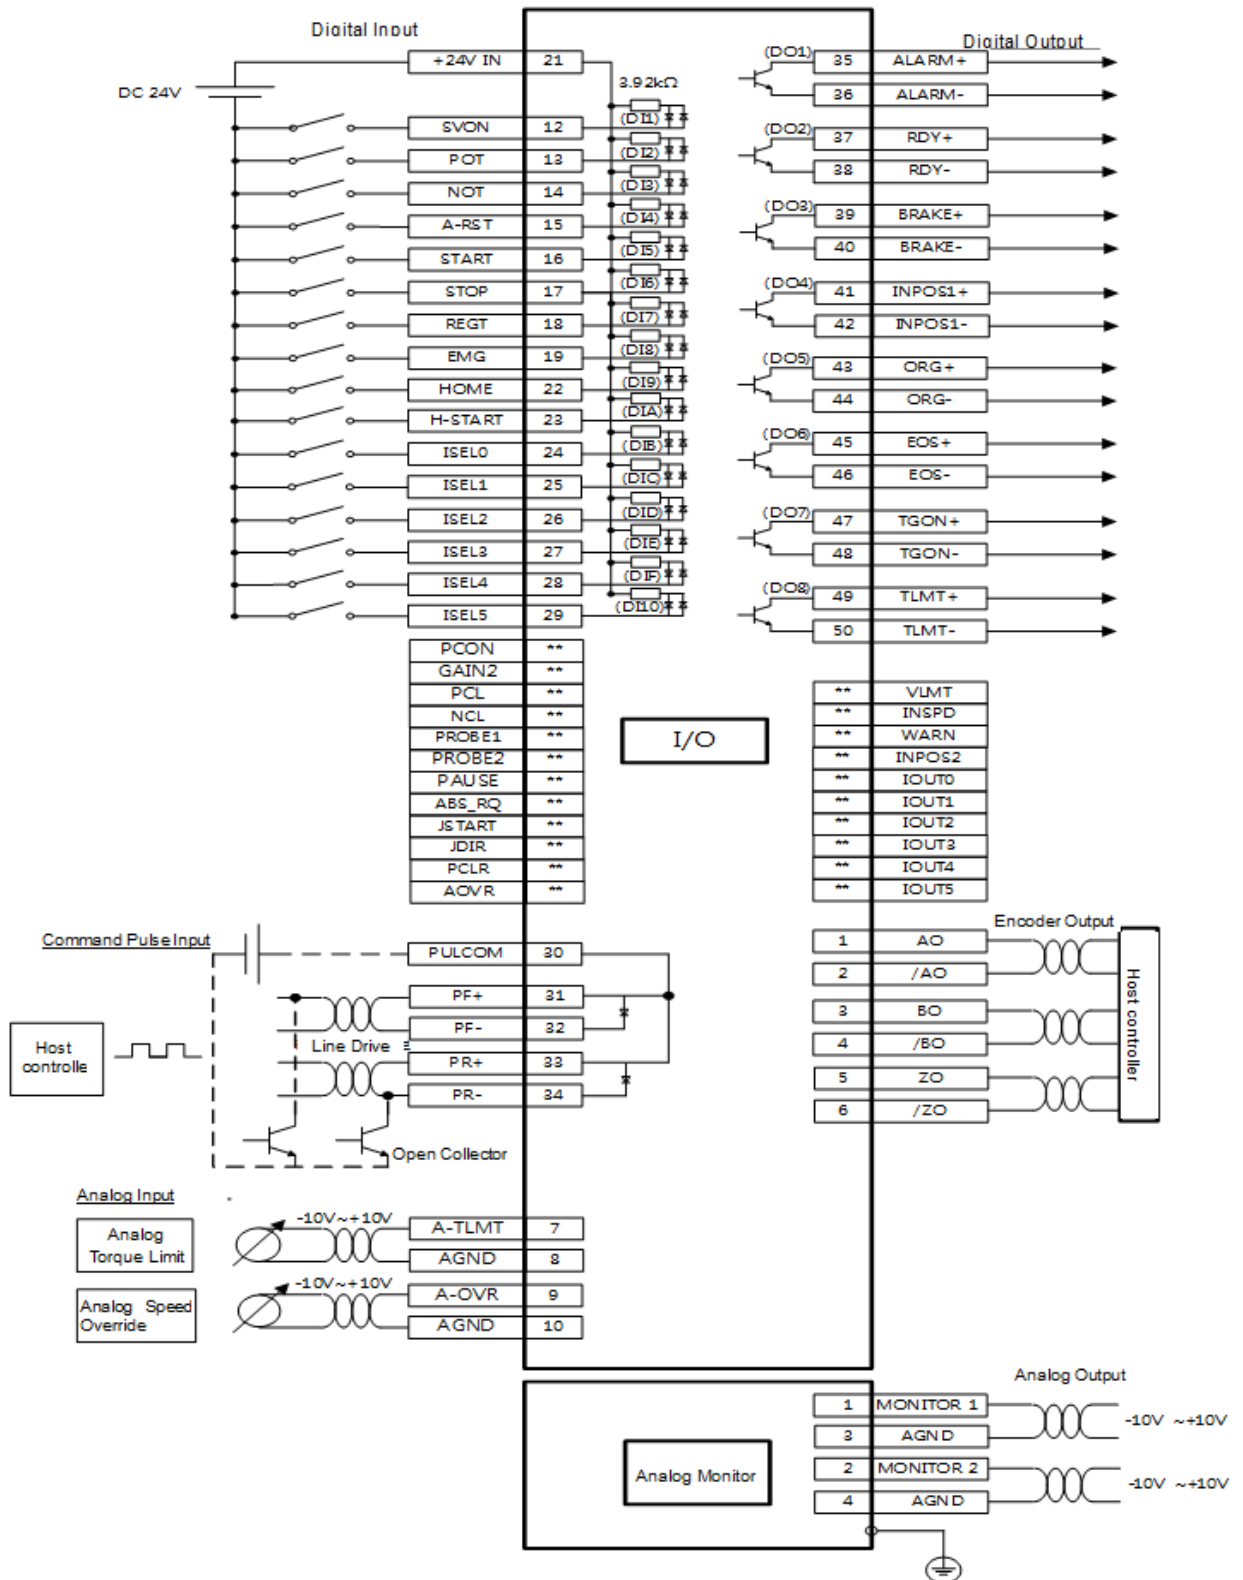 Digital Input
Digital Output
DC 24V
3.92kΩ
+24V IN 21
SVON 12 (DI1)
POT 13 (DI2)
NOT 14 (DI3)
A-RST 15 (DI4)
START 16 (DI5)
STOP 17 (DI6)
REGT 18 (DI7)
EMG 19 (DI8)
HOME 22 (DI9)
H-START 23 (DIA)
ISEL0 24 (DIB)
ISEL1 25 (DIC)
ISEL2 26 (DID)
ISEL3 27 (DIE)
ISEL4 28 (DIF)
ISEL5 29 (DI10)
PCON **
GAIN2 **
PCL **
NCL **
PROBE1 **
PROBE2 **
PAUSE **
ABS_RQ **
JSTART **
JDIR **
PCLR **
AOVR **
(DO1) 35 ALARM+
36 ALARM-
(DO2) 37 RDY+
38 RDY-
(DO3) 39 BRAKE+
40 BRAKE-
(DO4) 41 INPOS1+
42 INPOS1-
(DO5) 43 ORG+
44 ORG-
(DO6) 45 EOS+
46 EOS-
(DO7) 47 TGON+
48 TGON-
(DO8) 49 TLMT+
50 TLMT-
** VLMT
** INSPD
** WARN
** INPOS2
** IOUT0
** IOUT1
** IOUT2
** IOUT3
** IOUT4
** IOUT5
I/O
Command Pulse Input
PULCOM 30
PF+ 31
PF- 32
Line Drive
PR+ 33
PR- 34
Host
controlle
Open Collector
Encoder Output
1 AO
2 /AO
3 BO
4 /BO
5 ZO
6 /ZO
Host controller
Analog Input
Analog
Torque Limit
-10V~+10V
A-TLMT 7
AGND 8
Analog Speed
Override
-10V~+10V
A-OVR 9
AGND 10
Analog Output
Analog Monitor
1 MONITOR 1
3 AGND
-10V ~+10V
2 MONITOR 2
4 AGND
-10V ~+10V